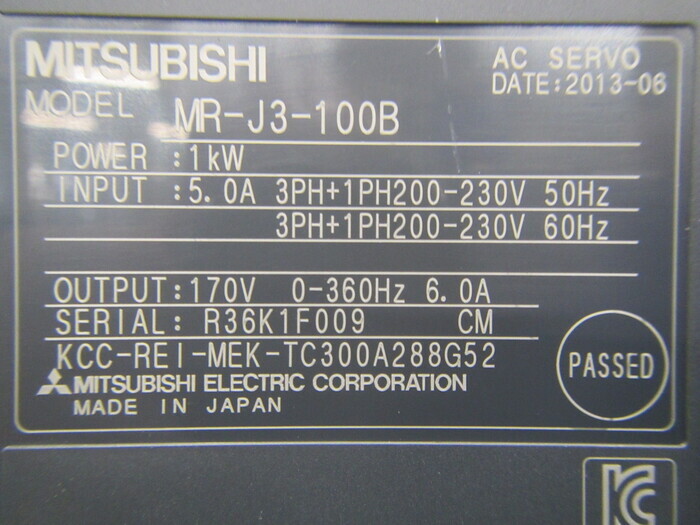 MITSUBISHI
AC SERVO
DATE:2013-06
MODEL MR-J3-100B
POWER :1kW
INPUT :5.0A 3PH+1PH200-230V 50Hz
3PH+1PH200-230V 60Hz
OUTPUT:170V 0-360Hz 6.0A
SERIAL: R36K1F009 CM
KCC-REI-MEK-TC300A288G52
PASSED
MITSUBISHI ELECTRIC CORPORATION
MADE IN JAPAN